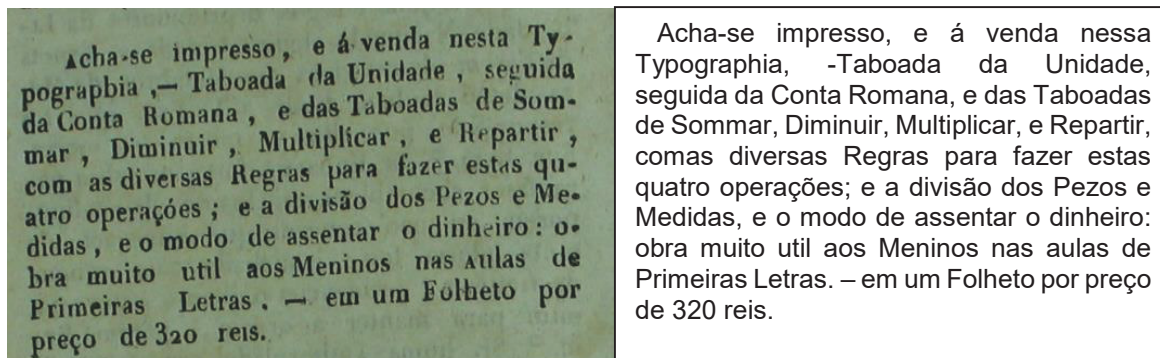 Acha-se impresso, e á venda nesta Ty-
pograpbia ,— Taboada da Unidade , seguida
da Conta Romana , e das Taboadas de Som-
mar , Diminuir , Multiplicar , e Repartir ,
com as diversas Regras para fazer estas qu-
atro operações ; e a divisão dos Pezos e Me-
didas , e o modo de assentar o dinheiro : o-
bra muito util aos Meninos nas Aulas de
Primeiras Letras . — em um Folheto por
preço de 320 reis.
Acha-se impresso, e á venda nessa
Typographia, -Taboada da Unidade,
seguida da Conta Romana, e das Taboadas
de Sommar, Diminuir, Multiplicar, e Repartir,
comas diversas Regras para fazer estas
quatro operações; e a divisão dos Pezos e
Medidas, e o modo de assentar o dinheiro:
obra muito util aos Meninos nas aulas de
Primeiras Letras. – em um Folheto por preço
de 320 reis.